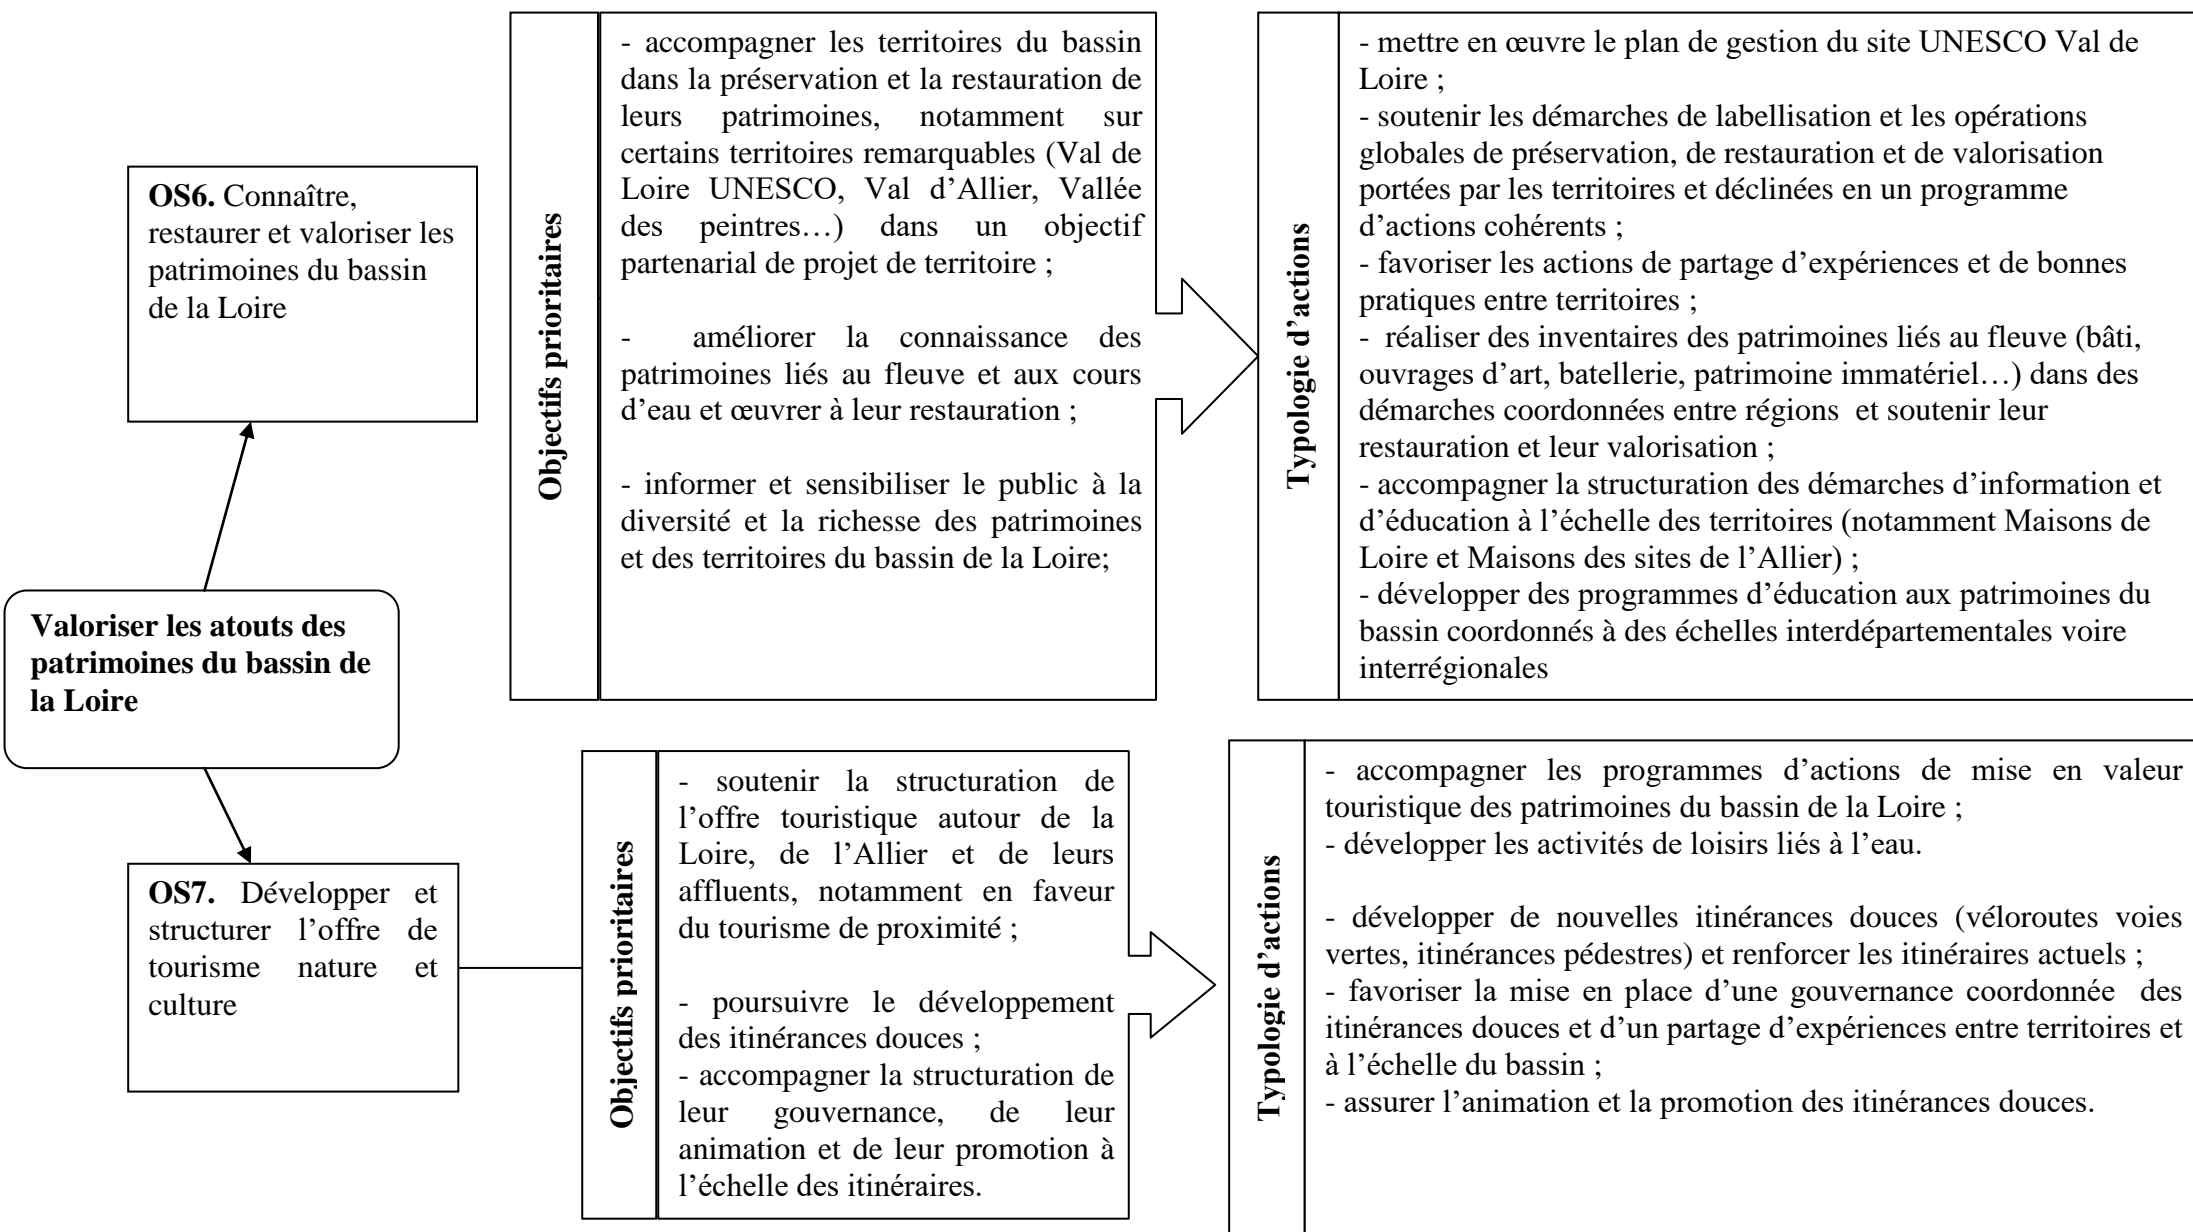 OS6. Connaître,
restaurer et valoriser les
patrimoines du bassin
de la Loire
Objectifs prioritaires
- accompagner les territoires du bassin
dans la préservation et la restauration de
leurs patrimoines, notamment sur
certains territoires remarquables (Val de
Loire UNESCO, Val d’Allier, Vallée
des peintres…) dans un objectif
partenarial de projet de territoire ;
- améliorer la connaissance des
patrimoines liés au fleuve et aux cours
d’eau et œuvrer à leur restauration ;
- informer et sensibiliser le public à la
diversité et la richesse des patrimoines
et des territoires du bassin de la Loire;
Typologie d’actions
- mettre en œuvre le plan de gestion du site UNESCO Val de
Loire ;
- soutenir les démarches de labellisation et les opérations
globales de préservation, de restauration et de valorisation
portées par les territoires et déclinées en un programme
d’actions cohérents ;
- favoriser les actions de partage d’expériences et de bonnes
pratiques entre territoires ;
- réaliser des inventaires des patrimoines liés au fleuve (bâti,
ouvrages d’art, batellerie, patrimoine immatériel…) dans des
démarches coordonnées entre régions et soutenir leur
restauration et leur valorisation ;
- accompagner la structuration des démarches d’information et
d’éducation à l’échelle des territoires (notamment Maisons de
Loire et Maisons des sites de l’Allier) ;
- développer des programmes d’éducation aux patrimoines du
bassin coordonnés à des échelles interdépartementales voire
interrégionales
Valoriser les atouts des
patrimoines du bassin de
la Loire
OS7. Développer et
structurer l’offre de
tourisme nature et
culture
Objectifs prioritaires
- soutenir la structuration de
l’offre touristique autour de la
Loire, de l’Allier et de leurs
affluents, notamment en faveur
du tourisme de proximité ;
- poursuivre le développement
des itinérances douces ;
- accompagner la structuration de
leur gouvernance, de leur
animation et de leur promotion à
l’échelle des itinéraires.
Typologie d’actions
- accompagner les programmes d’actions de mise en valeur
touristique des patrimoines du bassin de la Loire ;
- développer les activités de loisirs liés à l’eau.
- développer de nouvelles itinérances douces (véloroutes voies
vertes, itinérances pédestres) et renforcer les itinéraires actuels ;
- favoriser la mise en place d’une gouvernance coordonnée des
itinérances douces et d’un partage d’expériences entre territoires et
à l’échelle du bassin ;
- assurer l’animation et la promotion des itinérances douces.